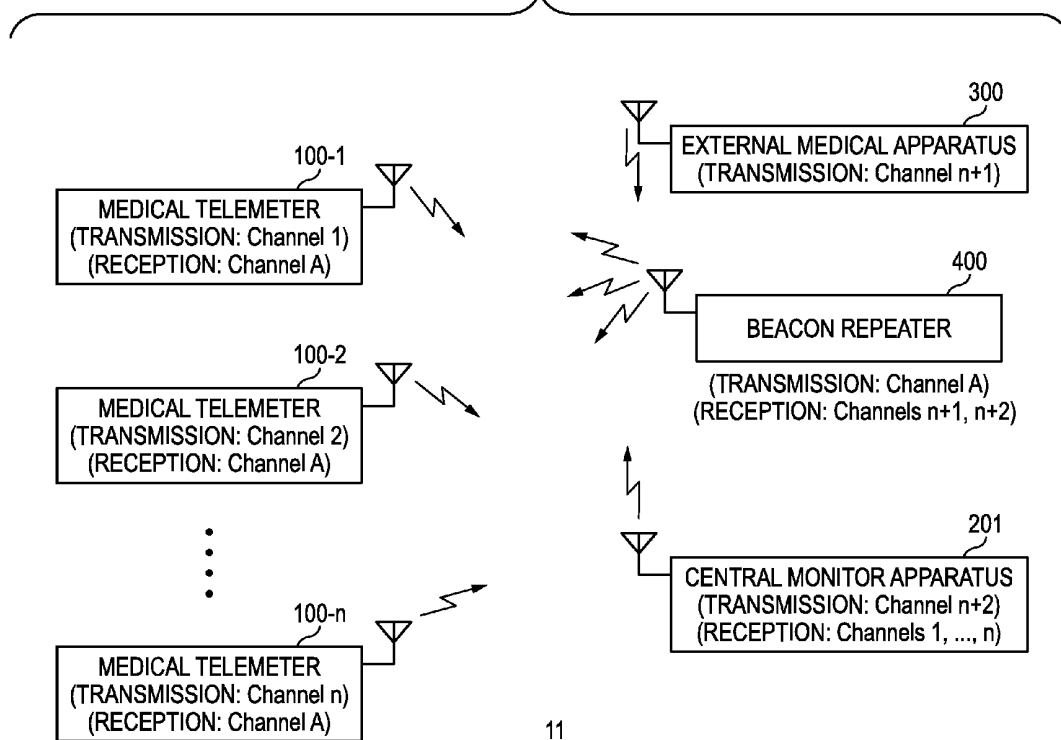 100-1
MEDICAL TELEMETER
(TRANSMISSION: Channel 1)
(RECEPTION: Channel A)
100-2
MEDICAL TELEMETER
(TRANSMISSION: Channel 2)
(RECEPTION: Channel A)
100-n
MEDICAL TELEMETER
(TRANSMISSION: Channel n)
(RECEPTION: Channel A)
300
EXTERNAL MEDICAL APPARATUS
(TRANSMISSION: Channel n+1)
400
BEACON REPEATER
(TRANSMISSION: Channel A)
(RECEPTION: Channels n+1, n+2)
201
CENTRAL MONITOR APPARATUS
(TRANSMISSION: Channel n+2)
(RECEPTION: Channels 1, ..., n)
11